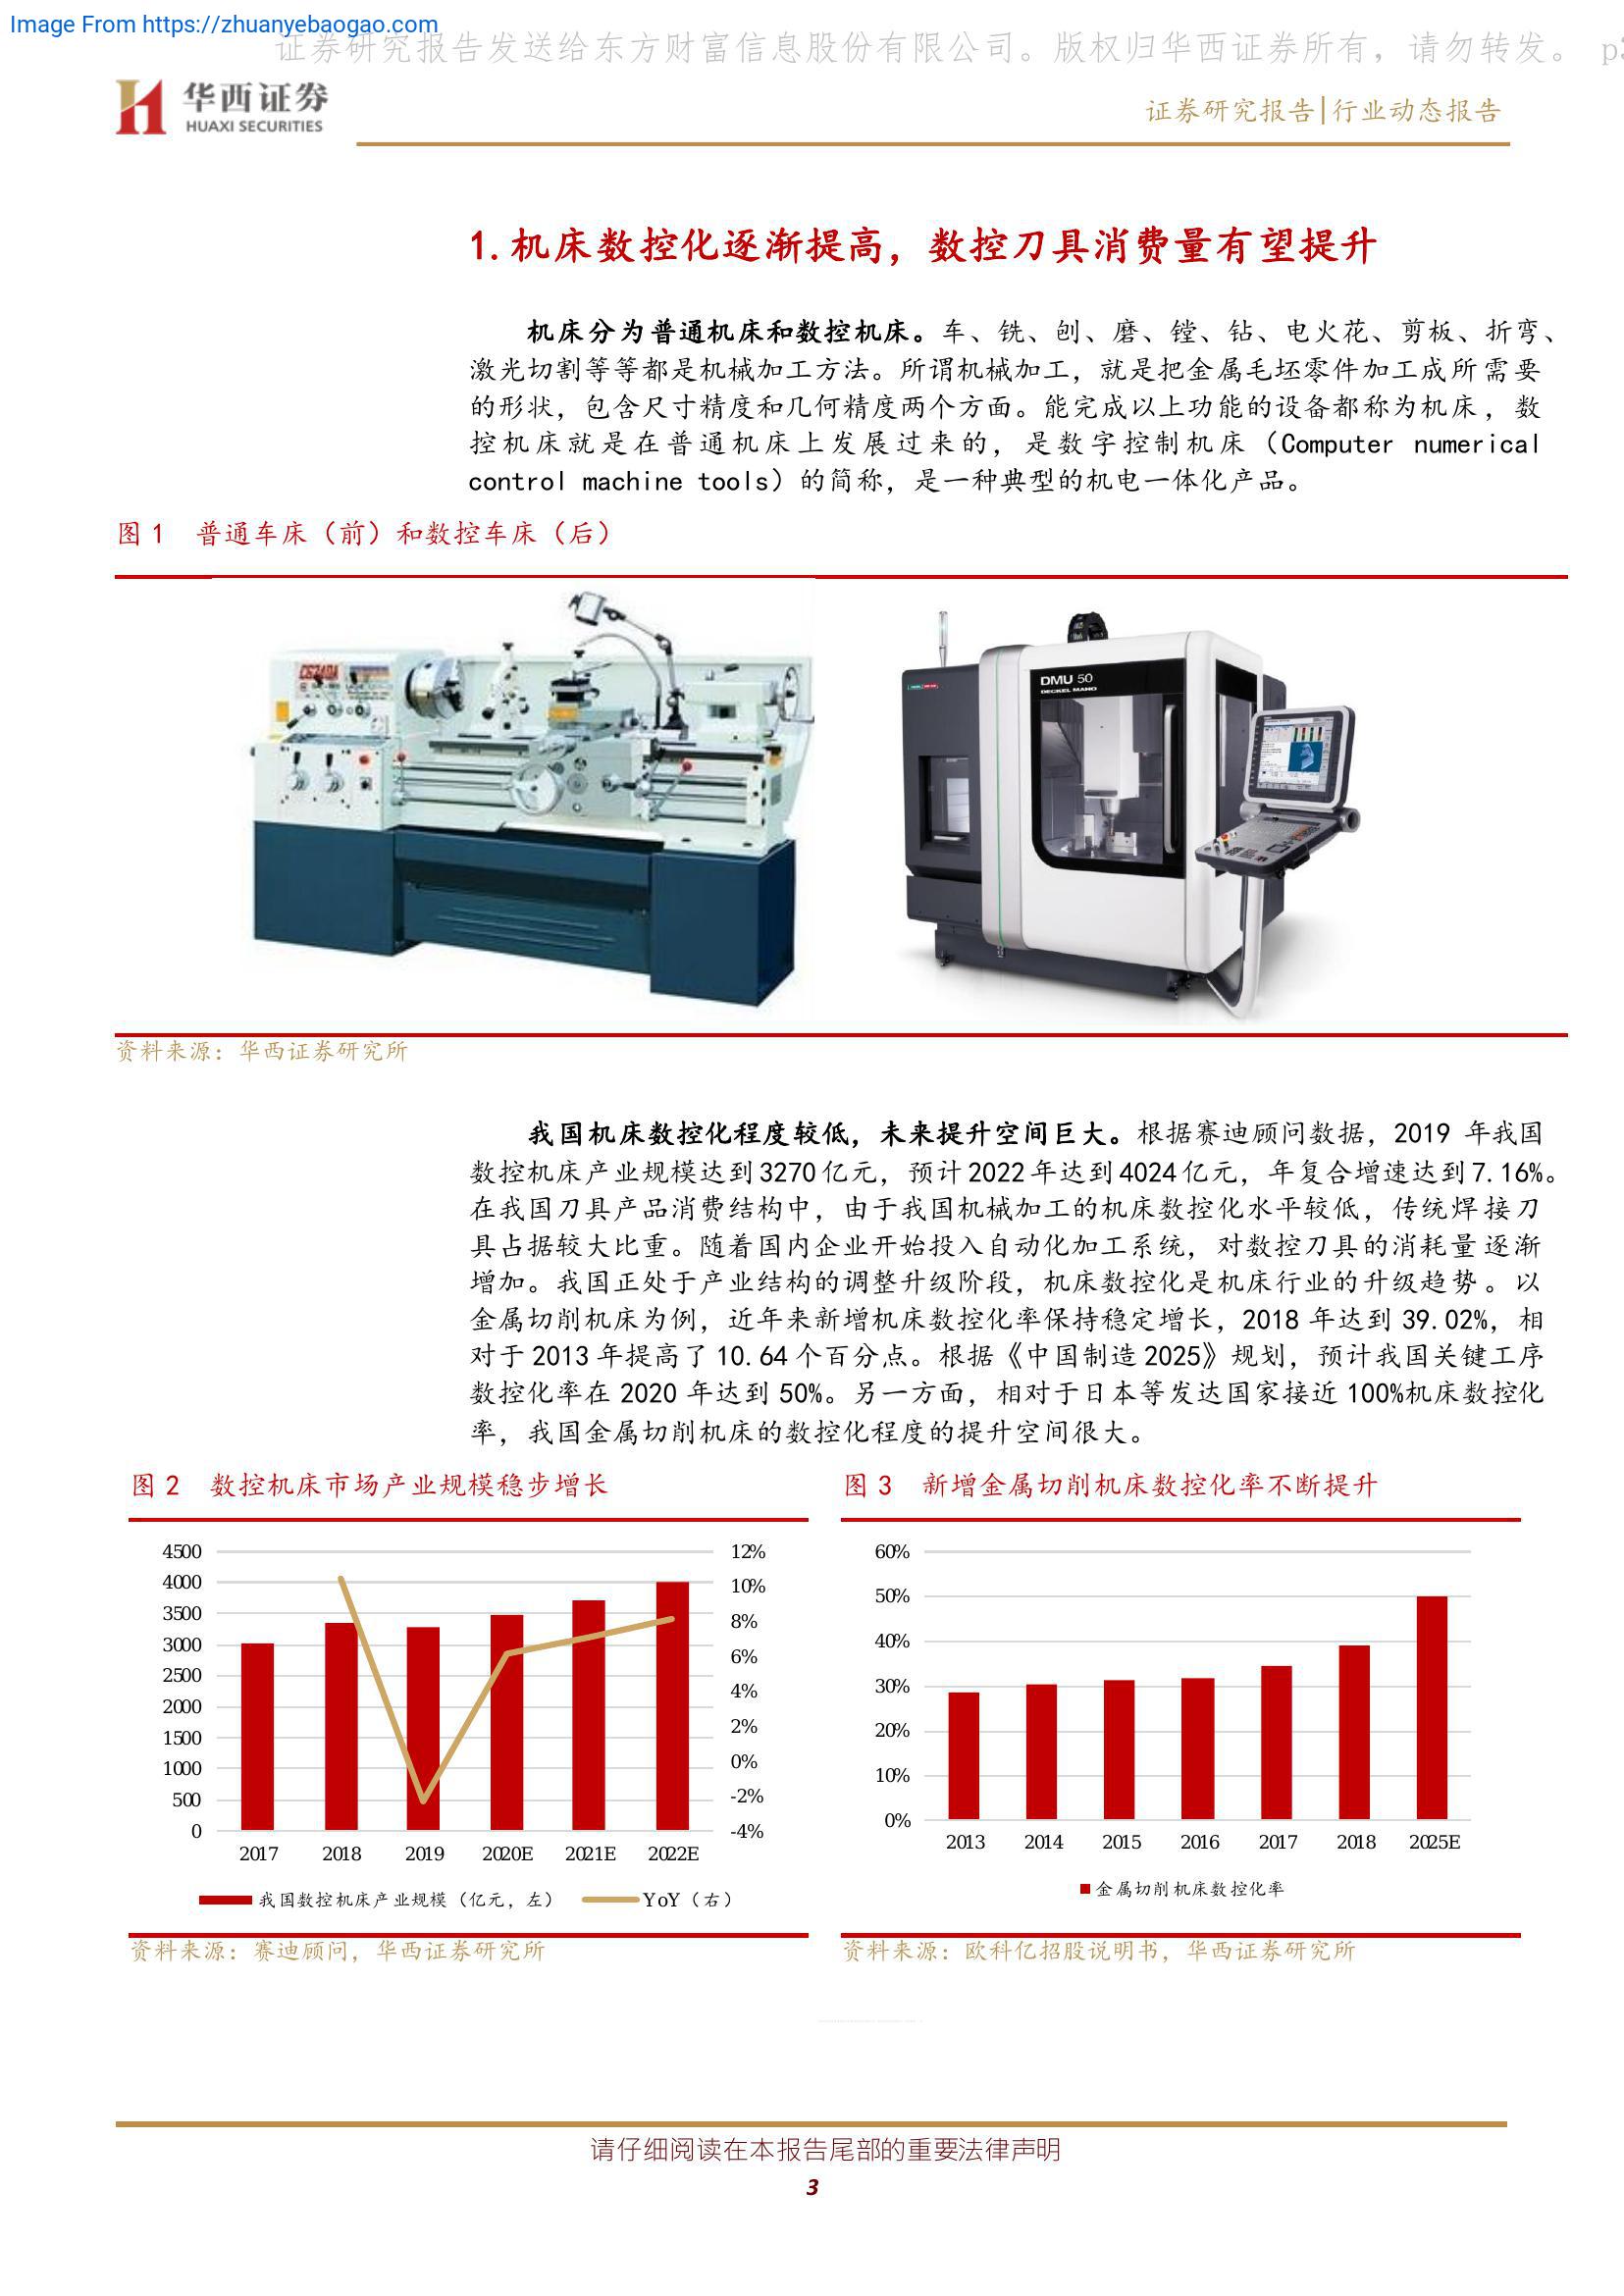 Image From https://zhuanyebaogao.com
证券研究报告发送给东方财富信息股份有限公司。版权归华西证券所有，请勿转发。 p3
华西证券
HUAXI SECURITIES
证券研究报告|行业动态报告
1.机床数控化逐渐提高，数控刀具消费量有望提升
机床分为普通机床和数控机床。车、铣、刨、磨、镗、钻、电火花、剪板、折弯、
激光切割等等都是机械加工方法。所谓机械加工，就是把金属毛坯零件加工成所需要
的形状，包含尺寸精度和几何精度两个方面。能完成以上功能的设备都称为机床，数
控机床就是在普通机床上发展过来的，是数字控制机床（Computer numerical
control machine tools）的简称，是一种典型的机电一体化产品。
图 1 普通车床（前）和数控车床（后）
DMU 50
DECKEL MAHO
资料来源：华西证券研究所
我国机床数控化程度较低，未来提升空间巨大。根据赛迪顾问数据，2019 年我国
数控机床产业规模达到3270亿元，预计2022年达到4024亿元，年复合增速达到7.16%。
在我国刀具产品消费结构中，由于我国机械加工的机床数控化水平较低，传统焊接刀
具占据较大比重。随着国内企业开始投入自动化加工系统，对数控刀具的消耗量逐渐
增加。我国正处于产业结构的调整升级阶段，机床数控化是机床行业的升级趋势。以
金属切削机床为例，近年来新增机床数控化率保持稳定增长，2018 年达到 39.02%，相
对于 2013 年提高了 10.64 个百分点。根据《中国制造 2025》规划，预计我国关键工序
数控化率在 2020 年达到 50%。另一方面，相对于日本等发达国家接近 100%机床数控化
率，我国金属切削机床的数控化程度的提升空间很大。
图 2 数控机床市场产业规模稳步增长
4500
4000
3500
3000
2500
2000
1500
1000
500
0
12%
10%
8%
6%
4%
2%
0%
-2%
-4%
2017 2018 2019 2020E 2021E 2022E
我国数控机床产业规模（亿元，左） YoY（右）
资料来源：赛迪顾问，华西证券研究所
图 3 新增金属切削机床数控化率不断提升
60%
50%
40%
30%
20%
10%
0%
2013 2014 2015 2016 2017 2018 2025E
金属切削机床数控化率
资料来源：欧科亿招股说明书，华西证券研究所
请仔细阅读在本报告尾部的重要法律声明
3